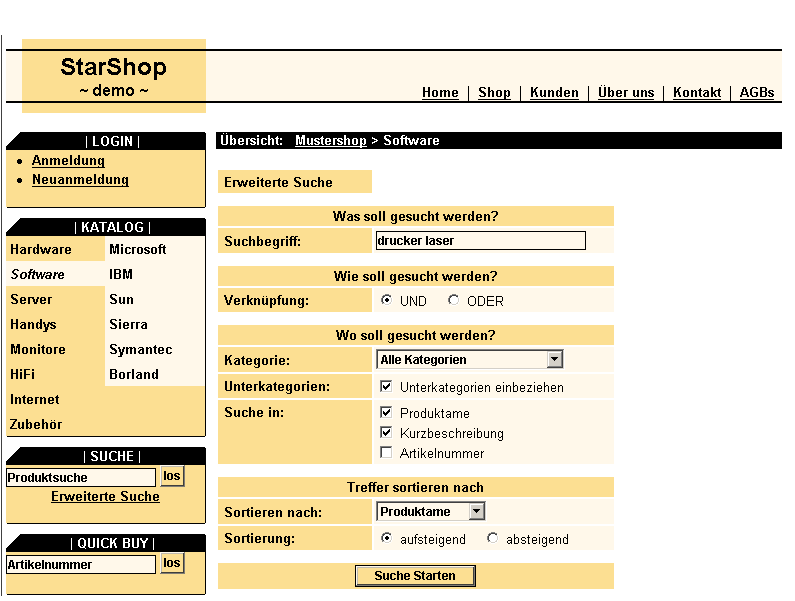 StarShop
~ demo ~
Home | Shop | Kunden | Über uns | Kontakt | AGBs
| LOGIN |
Anmeldung
Neuanmeldung
| KATALOG |
Hardware
Software
Server
Handys
Monitore
HiFi
Internet
Zubehör
Microsoft
IBM
Sun
Sierra
Symantec
Borland
| SUCHE |
Produktsuche los
Erweiterte Suche
| QUICK BUY |
Artikelnummer los
Übersicht: Mustershop > Software
Erweiterte Suche
Was soll gesucht werden?
Suchbegriff: drucker laser
Wie soll gesucht werden?
Verknüpfung: UND ODER
Wo soll gesucht werden?
Kategorie: Alle Kategorien
Unterkategorien: Unterkategorien einbeziehen
Suche in: Produktame
Kurzbeschreibung
Artikelnummer
Treffer sortieren nach
Sortieren nach: Produktame
Sortierung: aufsteigend absteigend
Suche Starten